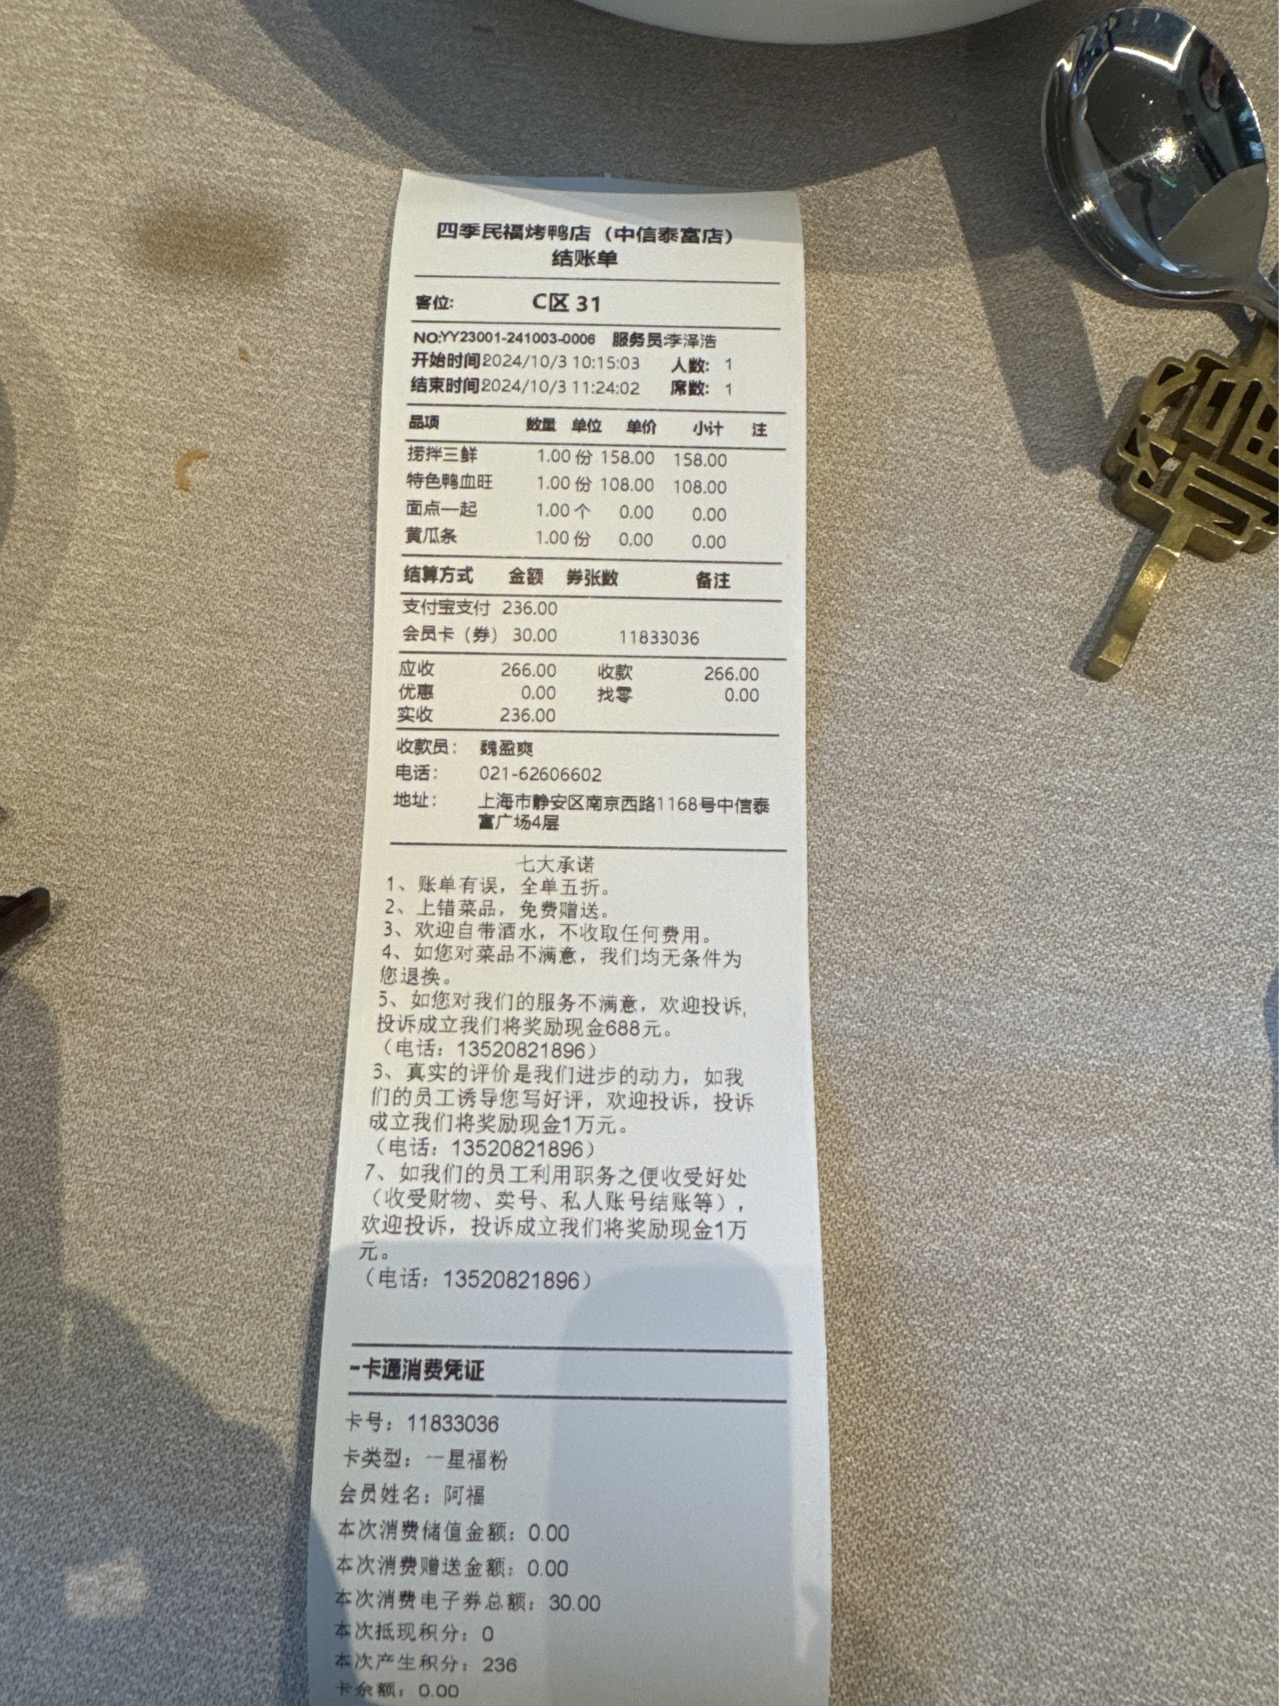 四季民福烤鸭店（中信泰富店）
结账单
客位: C区 31
NO:YY23001-241003-0006 服务员:李泽浩
开始时间2024/10/3 10:15:03 人数: 1
结束时间2024/10/3 11:24:02 席数: 1
品项 数量 单位 单价 小计 注
捞拌三鲜 1.00 份 158.00 158.00
特色鸭血旺 1.00 份 108.00 108.00
面点一起 1.00 个 0.00 0.00
黄瓜条 1.00 份 0.00 0.00
结算方式 金额 券张数 备注
支付宝支付 236.00
会员卡（券） 30.00 11833036
应收 266.00 收款 266.00
优惠 0.00 找零 0.00
实收 236.00
收款员: 魏盈爽
电话: 021-62606602
地址: 上海市静安区南京西路1168号中信泰
富广场4层
七大承诺
1、账单有误，全单五折。
2、上错菜品，免费赠送。
3、欢迎自带酒水，不收取任何费用。
4、如您对菜品不满意，我们均无条件为
您退换。
5、如您对我们的服务不满意，欢迎投诉，
投诉成立我们将奖励现金688元。
（电话：13520821896）
3、真实的评价是我们进步的动力，如我
们的员工诱导您写好评，欢迎投诉，投诉
成立我们将奖励现金1万元。
（电话：13520821896）
7、如我们的员工利用职务之便收受好处
（收受财物、卖号、私人账号结账等），
欢迎投诉，投诉成立我们将奖励现金1万
元。
（电话：13520821896）
一卡通消费凭证
卡号：11833036
卡类型：一星福粉
会员姓名：阿福
本次消费储值金额：0.00
本次消费赠送金额：0.00
本次消费电子券总额：30.00
本次抵现积分：0
本次产生积分：236
卡余额：0.00